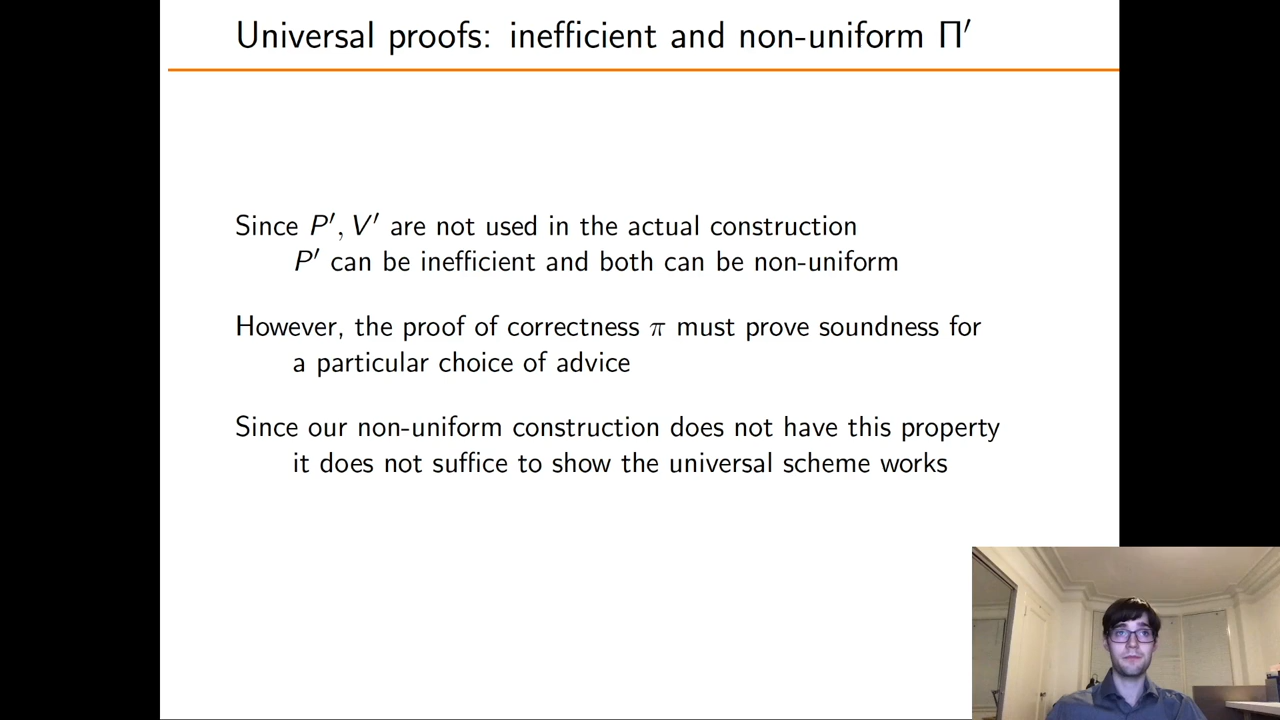 Universal proofs: inefficient and non-uniform Π′
Since P′, V′ are not used in the actual construction
P′ can be inefficient and both can be non-uniform
However, the proof of correctness π must prove soundness for
a particular choice of advice
Since our non-uniform construction does not have this property
it does not suffice to show the universal scheme works